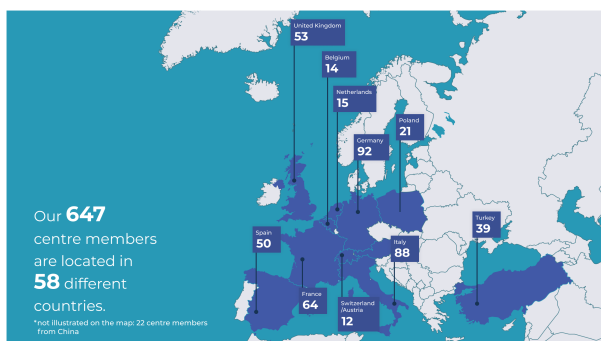 United Kingdom
53
Belgium
14
Netherlands
15
Poland
21
Germany
92
Our 647
centre members
are located in
58 different
countries.
*not illustrated on the map: 22 centre members
from China
Spain
50
France
64
Switzerland
/Austria
12
Italy
88
Turkey
39